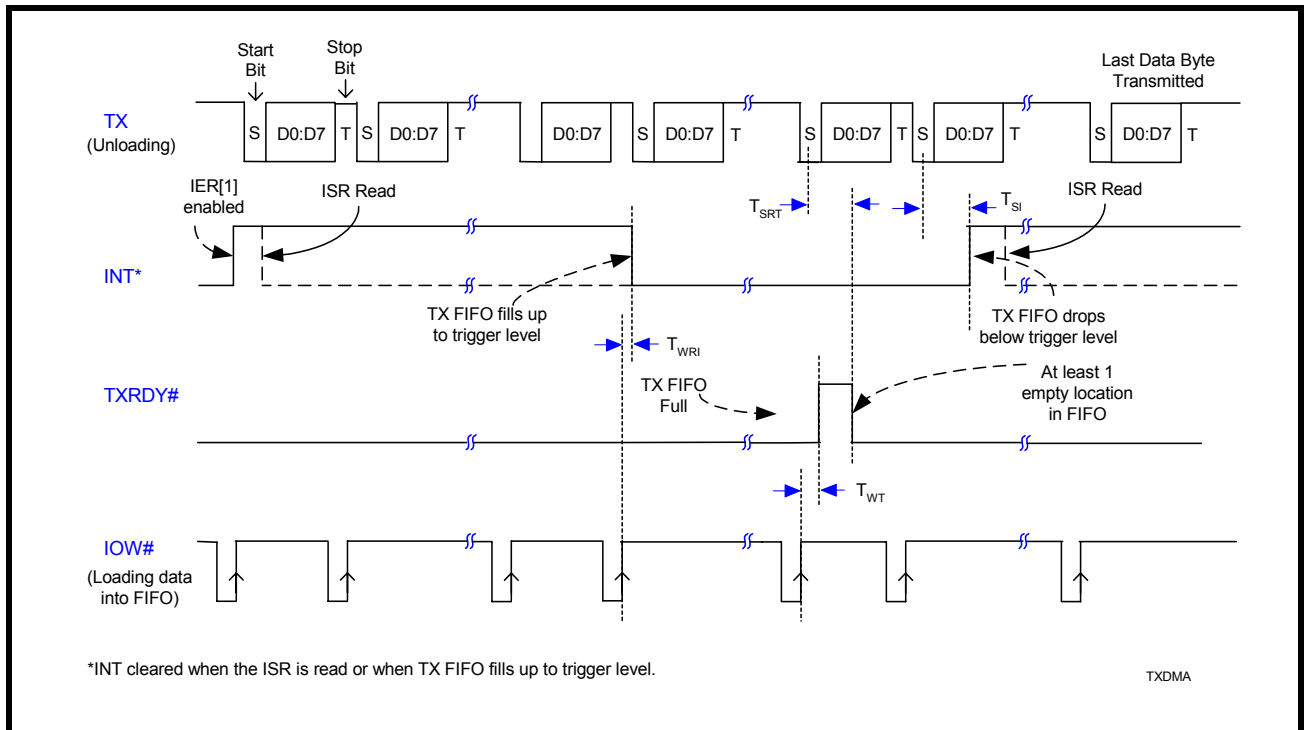 Start
Bit
Stop
Bit
Last Data Byte
Transmitted
TX
(Unloading)
S D0:D7 T S D0:D7 T D0:D7 S D0:D7 T S D0:D7 T S D0:D7 T S D0:D7 T
IER[1]
enabled
ISR Read
TSRT
TSI
ISR Read
INT*
TX FIFO fills up
to trigger level
TX FIFO drops
below trigger level
TWRI
TXRDY#
TX FIFO
Full
At least 1
empty location
in FIFO
TWT
IOW#
(Loading data
into FIFO)
*INT cleared when the ISR is read or when TX FIFO fills up to trigger level.
TXDMA